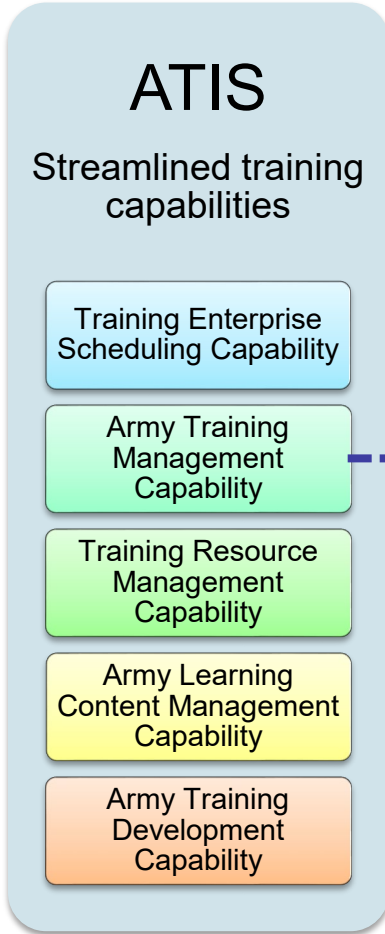 ATIS
Streamlined training
capabilities
Training Enterprise
Scheduling Capability
Army Training
Management
Capability
Training Resource
Management
Capability
Army Learning
Content Management
Capability
Army Training
Development
Capability